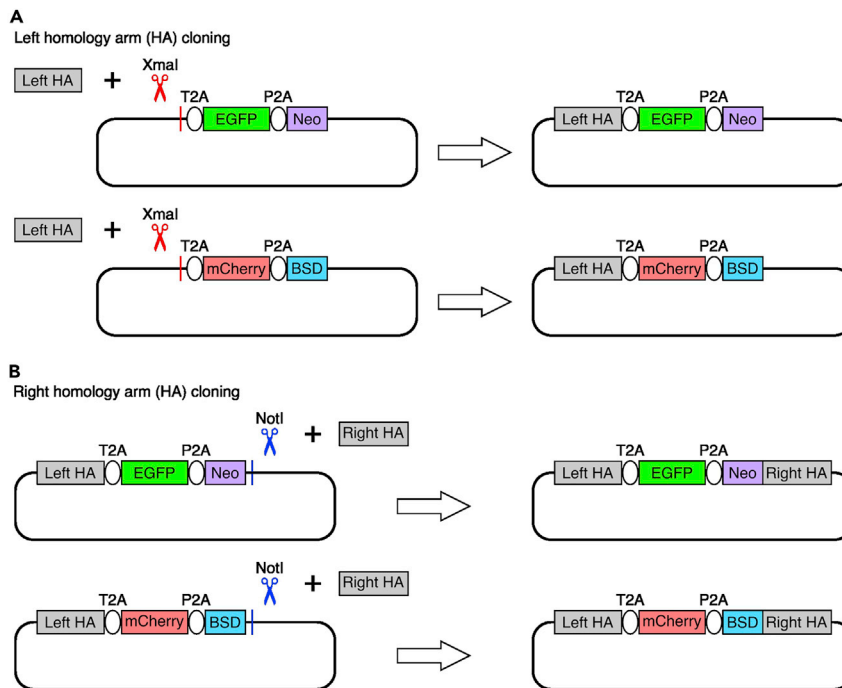 A
Left homology arm (HA) cloning
XmaI
Left HA + T2A P2A
EGFP Neo
T2A P2A
Left HA EGFP Neo
XmaI
Left HA + T2A P2A
mCherry BSD
T2A P2A
Left HA mCherry BSD
B
Right homology arm (HA) cloning
NotI
T2A P2A + Right HA
Left HA EGFP Neo
T2A P2A
Left HA EGFP Neo Right HA
NotI
T2A P2A + Right HA
Left HA mCherry BSD
T2A P2A
Left HA mCherry BSD Right HA